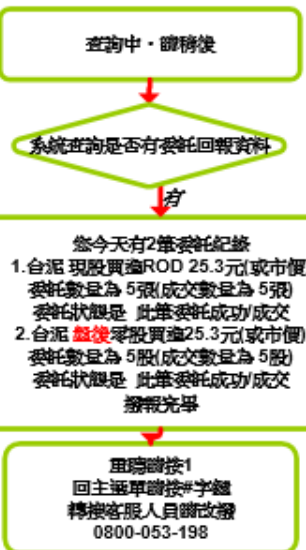 查詢中，請稍後
系統查詢是否有委託回報資料
有
您今天有2筆委託紀錄
1.台泥 現股買進ROD 25.3元(或市價
委託數量為 5張(成交數量為 5張)
委託狀態是 此筆委託成功/成交
2.台泥 盤後零股買進25.3元(或市價)
委託數量為 5股(成交數量為 5股)
委託狀態是 此筆委託成功/成交
播報完畢
重聽請按1
回主選單請按#字鍵
轉接客服人員請改撥
0800-053-198